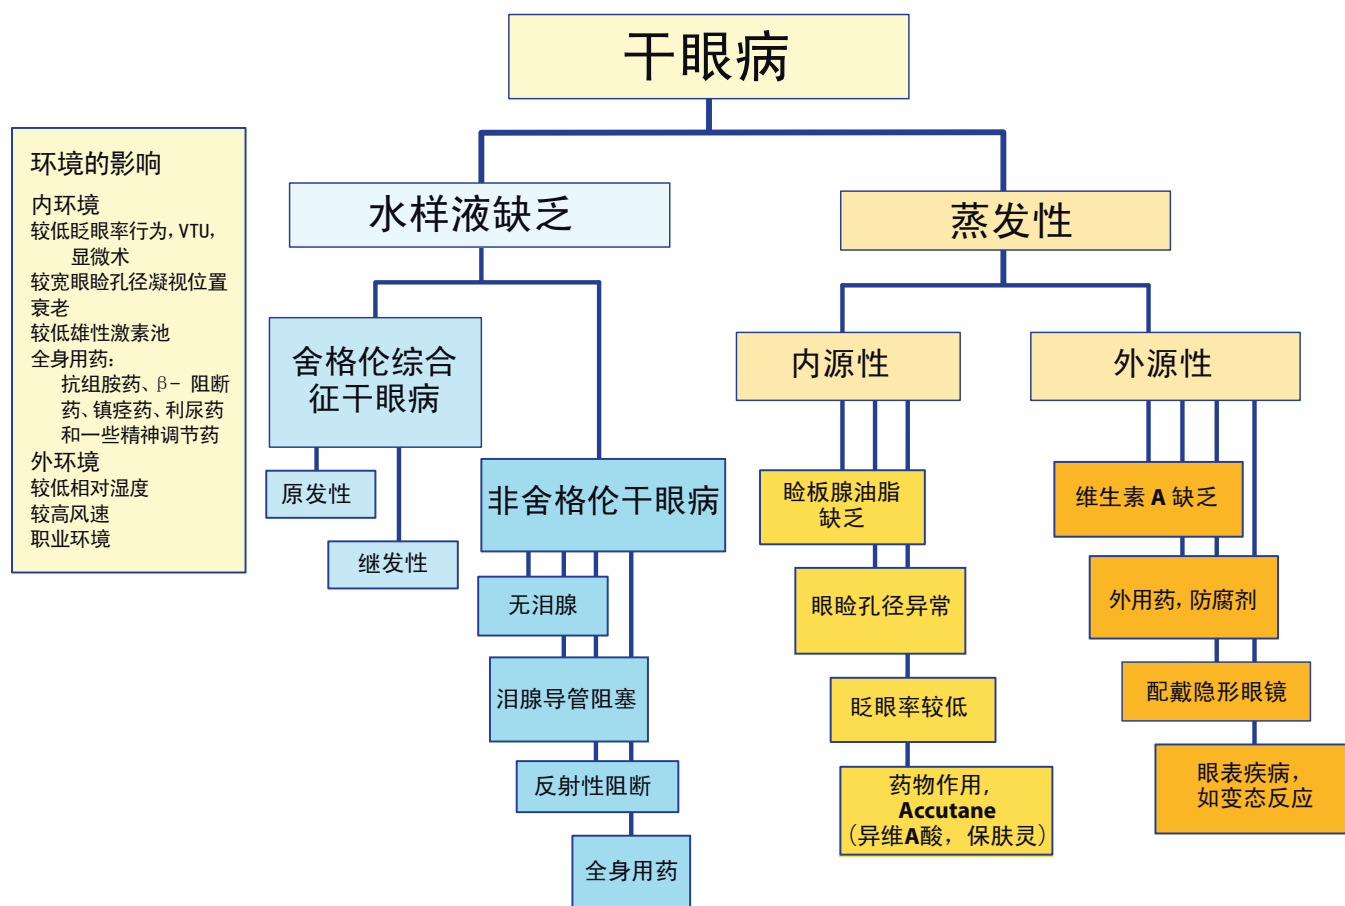 干眼病
环境的影响
内环境
较低眨眼率行为，VTU，
显微术
较宽眼睑孔径凝视位置
衰老
较低雄性激素池
全身用药：
抗组胺药、β- 阻断
药、镇痉药、利尿药
和一些精神调节药
外环境
较低相对湿度
较高风速
职业环境
水样液缺乏
蒸发性
舍格伦综合
征干眼病
原发性
继发性
非舍格伦干眼病
无泪腺
泪腺导管阻塞
反射性阻断
全身用药
内源性
睑板腺油脂
缺乏
眼睑孔径异常
眨眼率较低
药物作用，
Accutane
（异维A酸，保肤灵）
外源性
维生素 A 缺乏
外用药，防腐剂
配戴隐形眼镜
眼表疾病，
如变态反应